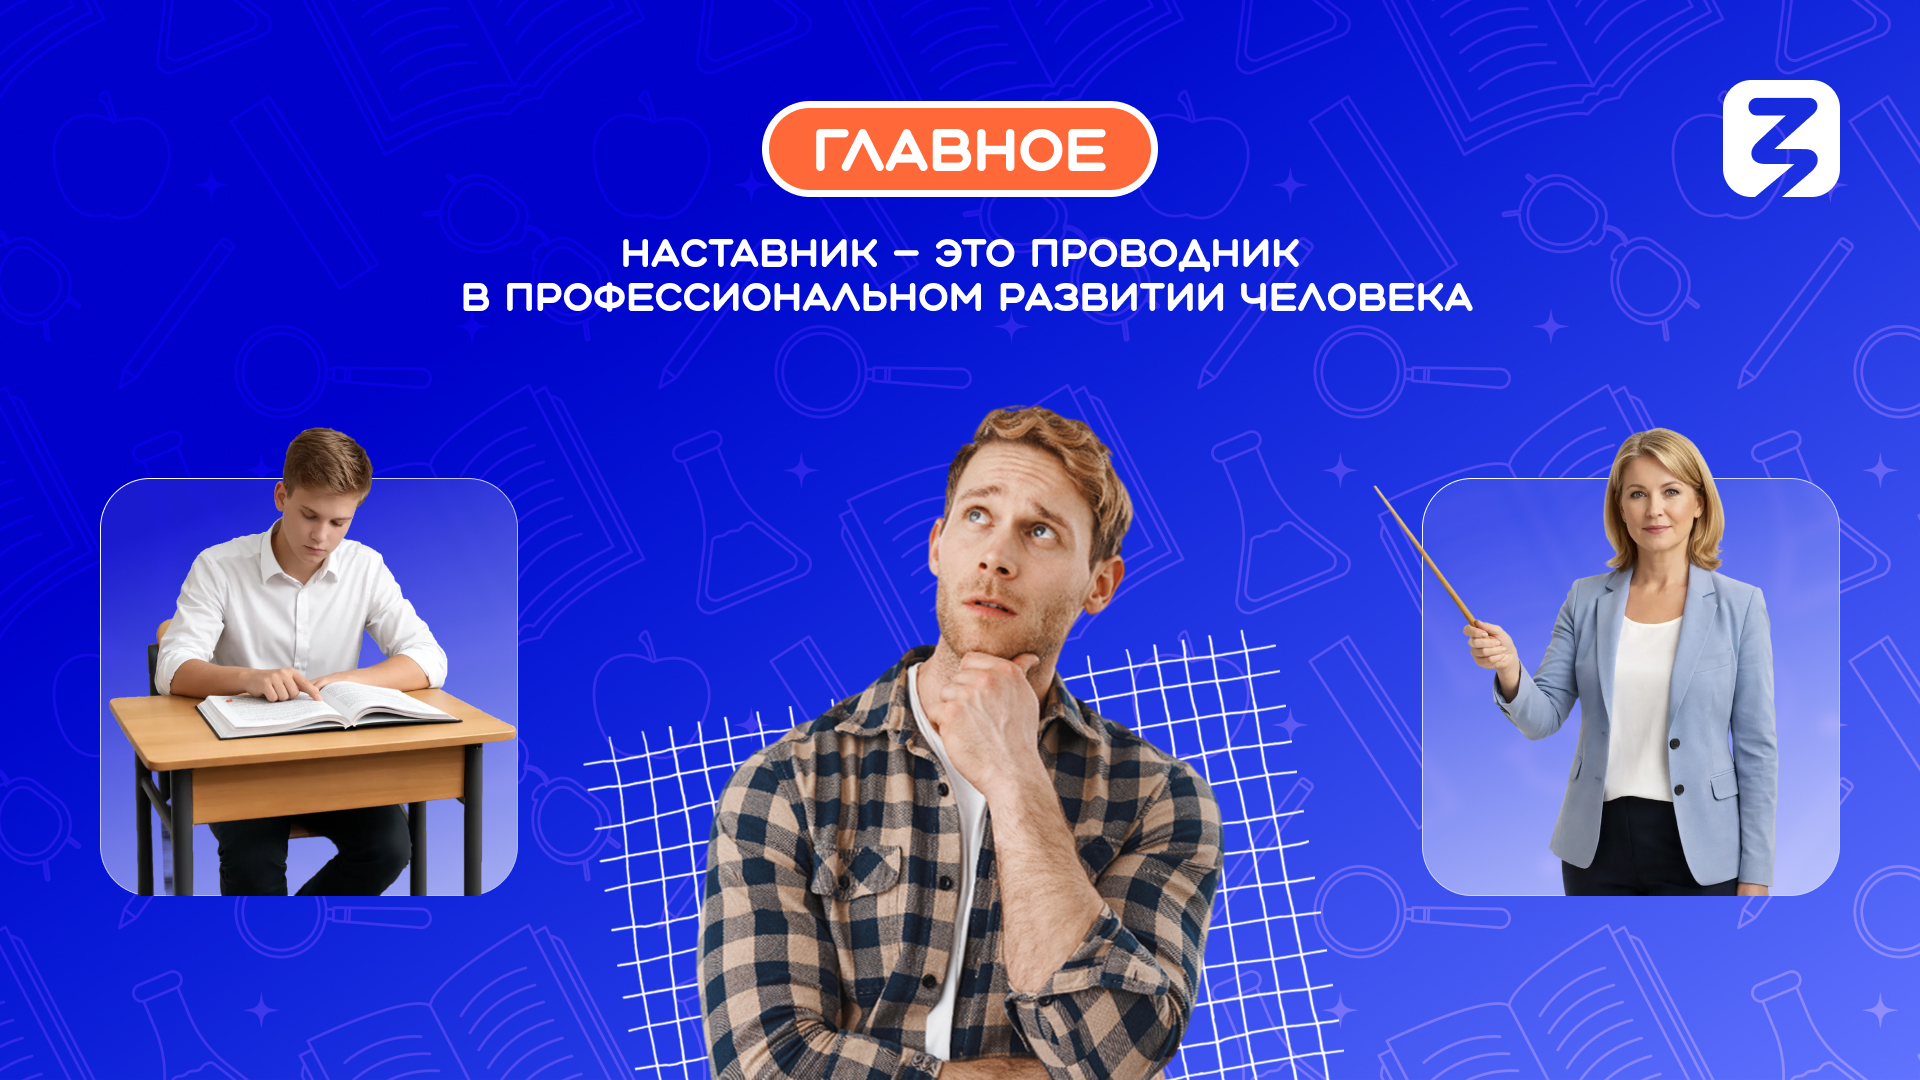 ГЛАВНОЕ
НАСТАВНИК – ЭТО ПРОВОДНИК
В ПРОФЕССИОНАЛЬНОМ РАЗВИТИИ ЧЕЛОВЕКА